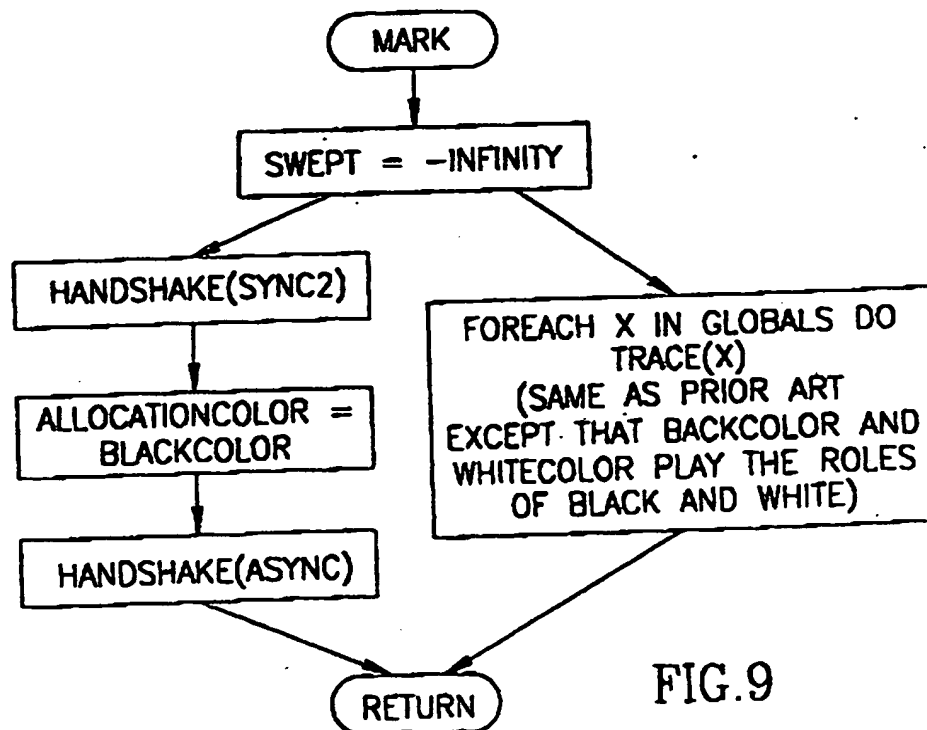 MARK
SWEPT = -INFINITY
HANDSHAKE(SYNC2)
ALLOCATIONCOLOR =
BLACKCOLOR
HANDSHAKE(ASYNC)
FOREACH X IN GLOBALS DO
TRACE(X)
(SAME AS PRIOR ART
EXCEPT THAT BACKCOLOR AND
WHITECOLOR PLAY THE ROLES
OF BLACK AND WHITE)
RETURN
FIG.9